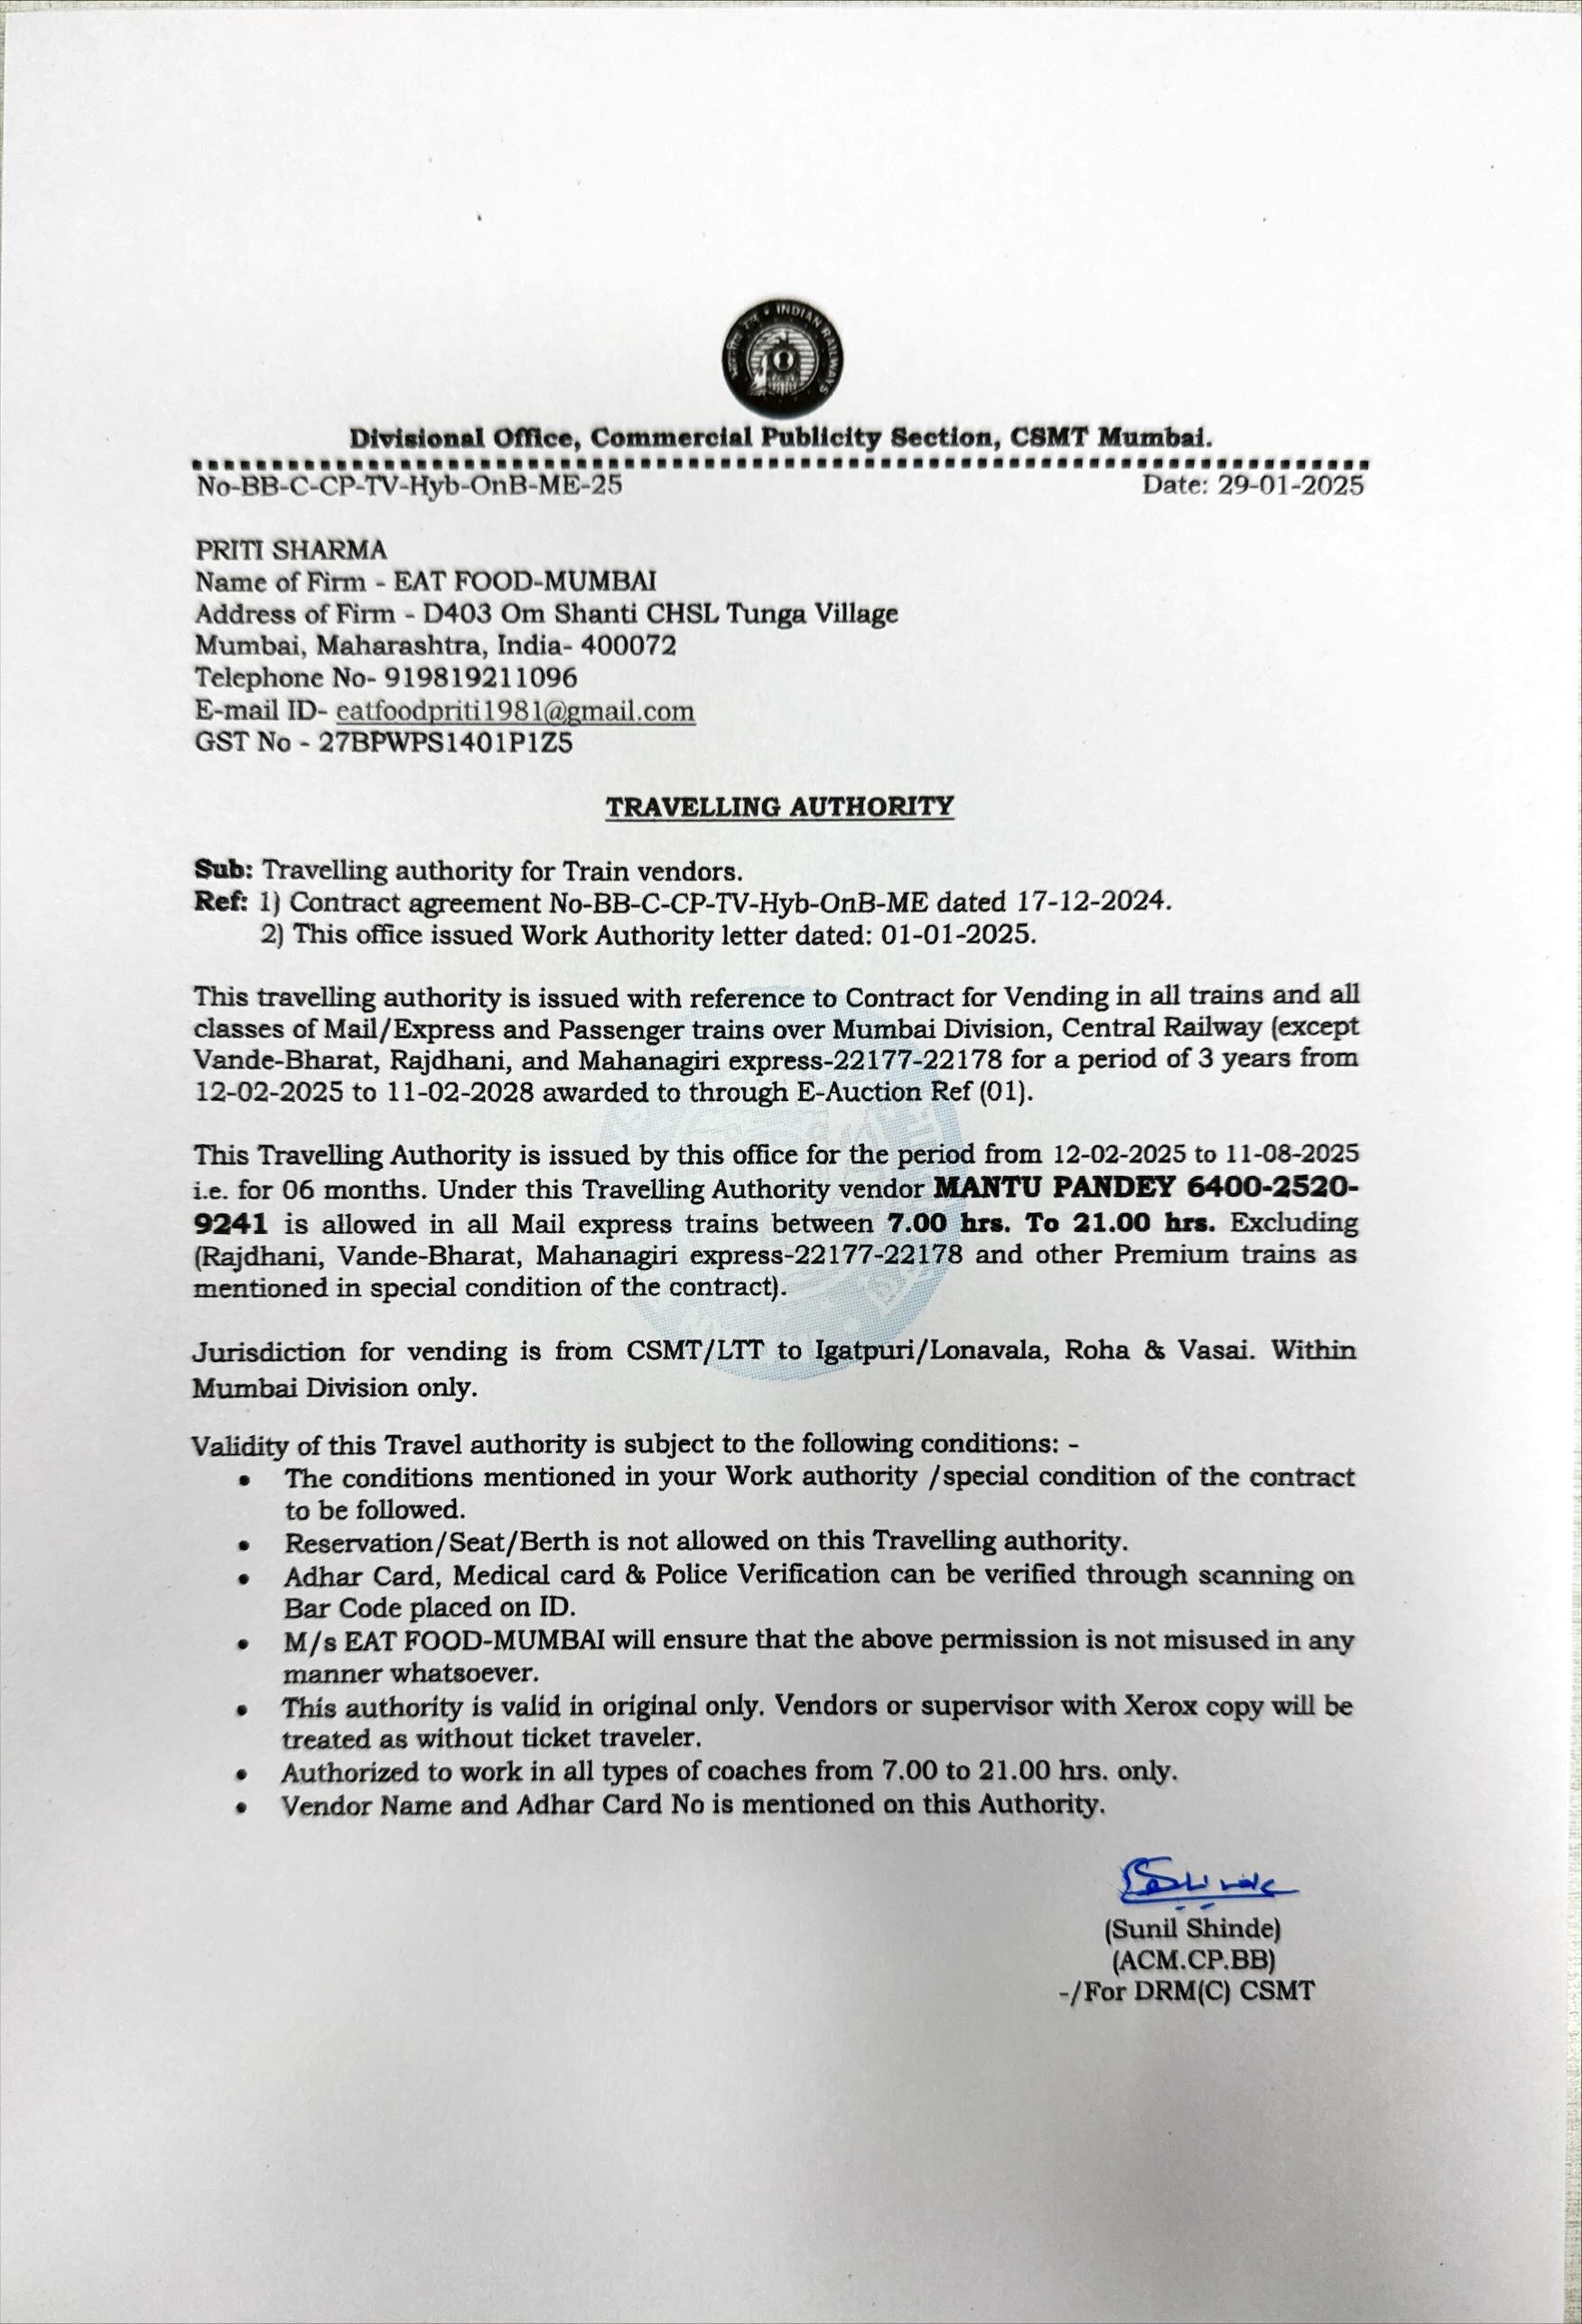 भारतीय रेल • INDIAN RAILWAYS
Divisional Office, Commercial Publicity Section, CSMT Mumbai.
No-BB-C-CP-TV-Hyb-OnB-ME-25 Date: 29-01-2025
PRITI SHARMA
Name of Firm - EAT FOOD-MUMBAI
Address of Firm - D403 Om Shanti CHSL Tunga Village
Mumbai, Maharashtra, India- 400072
Telephone No- 919819211096
E-mail ID- eatfoodpriti1981@gmail.com
GST No - 27BPWPS1401P1Z5
TRAVELLING AUTHORITY
Sub: Travelling authority for Train vendors.
Ref: 1) Contract agreement No-BB-C-CP-TV-Hyb-OnB-ME dated 17-12-2024.
2) This office issued Work Authority letter dated: 01-01-2025.
This travelling authority is issued with reference to Contract for Vending in all trains and all
classes of Mail/Express and Passenger trains over Mumbai Division, Central Railway (except
Vande-Bharat, Rajdhani, and Mahanagiri express-22177-22178 for a period of 3 years from
12-02-2025 to 11-02-2028 awarded to through E-Auction Ref (01).
This Travelling Authority is issued by this office for the period from 12-02-2025 to 11-08-2025
i.e. for 06 months. Under this Travelling Authority vendor MANTU PANDEY 6400-2520-
9241 is allowed in all Mail express trains between 7.00 hrs. To 21.00 hrs. Excluding
(Rajdhani, Vande-Bharat, Mahanagiri express-22177-22178 and other Premium trains as
mentioned in special condition of the contract).
Jurisdiction for vending is from CSMT/LTT to Igatpuri/Lonavala, Roha & Vasai. Within
Mumbai Division only.
Validity of this Travel authority is subject to the following conditions: -
• The conditions mentioned in your Work authority /special condition of the contract
to be followed.
• Reservation/Seat/Berth is not allowed on this Travelling authority.
• Adhar Card, Medical card & Police Verification can be verified through scanning on
Bar Code placed on ID.
• M/s EAT FOOD-MUMBAI will ensure that the above permission is not misused in any
manner whatsoever.
• This authority is valid in original only. Vendors or supervisor with Xerox copy will be
treated as without ticket traveler.
• Authorized to work in all types of coaches from 7.00 to 21.00 hrs. only.
• Vendor Name and Adhar Card No is mentioned on this Authority.
(Sunil Shinde)
(ACM.CP.BB)
-/For DRM(C) CSMT